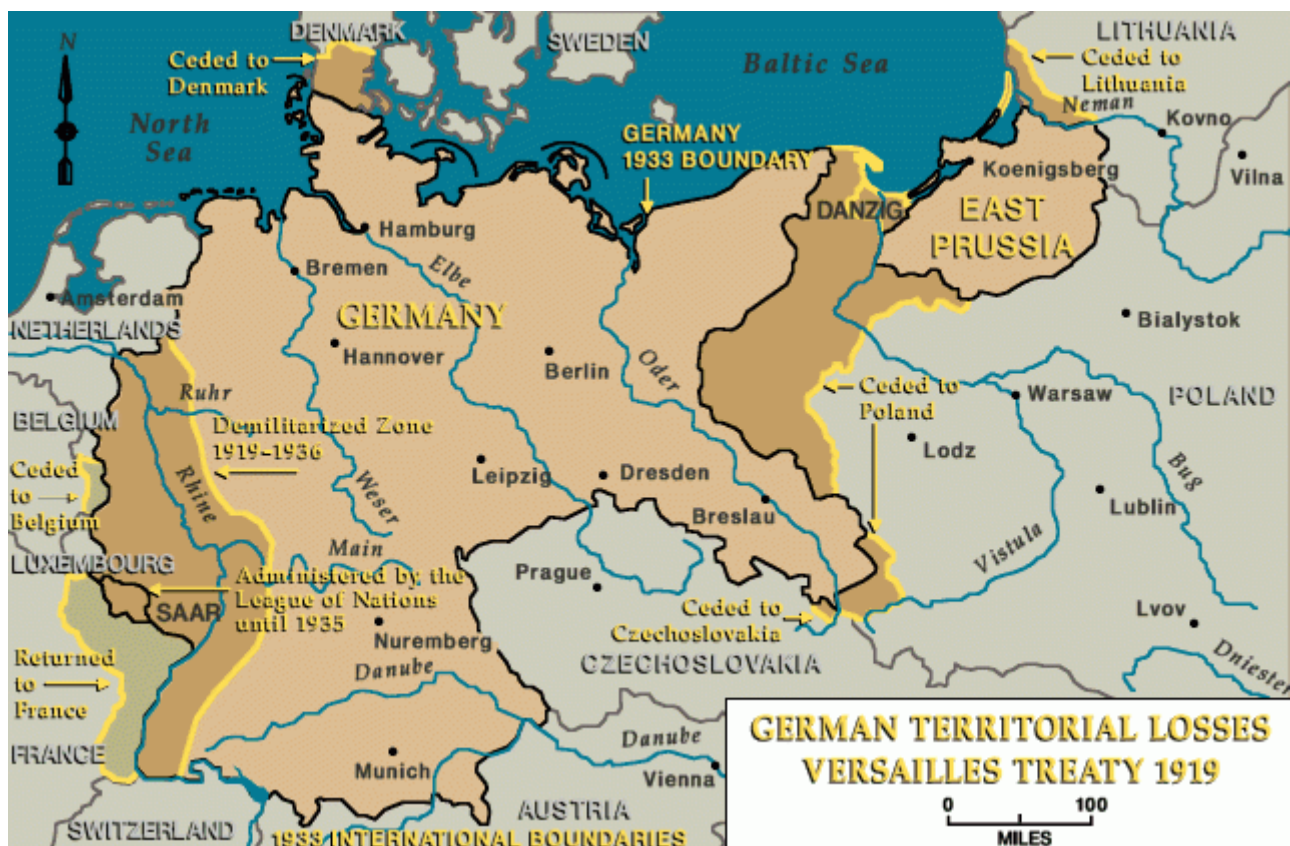 DENMARK
Ceded to
Denmark
SWEDEN
Baltic Sea
LITHUANIA
Ceded to
Lithuania
N
North
Sea
Neman
Kovno
GERMANY
1933 BOUNDARY
Koenigsberg
Vilna
DANZIG
EAST
PRUSSIA
Hamburg
Bremen
Elbe
Amsterdam
NETHERLANDS
GERMANY
Hannover
Berlin
Oder
Bialystok
Ruhr
Ceded to
Poland
Warsaw
POLAND
BELGIUM
Demilitarized Zone
1919-1936
Lodz
Ceded
to
Belgium
Rhine
Leipzig
Dresden
Bug
Weser
Breslau
Lublin
LUXEMBOURG
Main
Vistula
Administered by the
League of Nations
until 1935
SAAR
Prague
Ceded to
Czechoslovakia
Lvov
Nuremberg
CZECHOSLOVAKIA
Dniester
Returned
to
France
Danube
FRANCE
Munich
Danube
Vienna
GERMAN TERRITORIAL LOSSES
VERSAILLES TREATY 1919
0 100
MILES
SWITZERLAND
AUSTRIA
1933 INTERNATIONAL BOUNDARIES